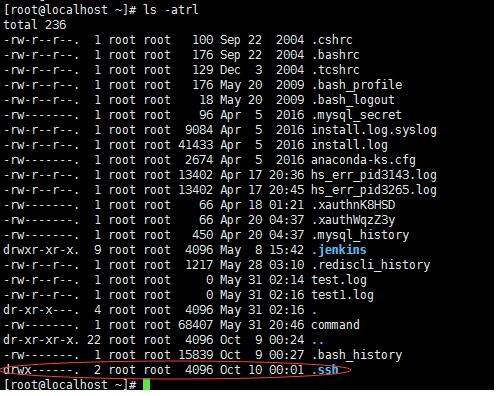 [root@localhost ~]# ls -atrl
total 236
-rw-r--r--. 1 root root 100 Sep 22 2004 .cshrc
-rw-r--r--. 1 root root 176 Sep 22 2004 .bashrc
-rw-r--r--. 1 root root 129 Dec 3 2004 .tcshrc
-rw-r--r--. 1 root root 176 May 20 2009 .bash_profile
-rw-r--r--. 1 root root 18 May 20 2009 .bash_logout
-rw-------. 1 root root 96 Apr 5 2016 .mysql_secret
-rw-r--r--. 1 root root 9084 Apr 5 2016 install.log.syslog
-rw-r--r--. 1 root root 41433 Apr 5 2016 install.log
-rw-------. 1 root root 2674 Apr 5 2016 anaconda-ks.cfg
-rw-r--r--. 1 root root 13402 Apr 17 20:36 hs_err_pid3143.log
-rw-r--r--. 1 root root 13402 Apr 17 20:45 hs_err_pid3265.log
-rw-------. 1 root root 66 Apr 18 01:21 .xauthnK8HSD
-rw-------. 1 root root 66 Apr 20 04:37 .xauthWqzZ3y
-rw-------. 1 root root 450 Apr 20 04:37 .mysql_history
drwxr-xr-x. 9 root root 4096 May 8 15:42 .jenkins
-rw-r--r--. 1 root root 1217 May 28 03:10 .rediscli_history
-rw-r--r--. 1 root root 0 May 31 02:14 test.log
-rw-r--r--. 1 root root 0 May 31 02:16 test1.log
dr-xr-x---. 4 root root 4096 May 31 02:16 .
-rw-------. 1 root root 68407 May 31 20:46 command
dr-xr-xr-x. 22 root root 4096 Oct 9 00:24 ..
-rw-------. 1 root root 15839 Oct 9 00:27 .bash_history
drwx------. 2 root root 4096 Oct 10 00:01 .ssh
[root@localhost ~]#